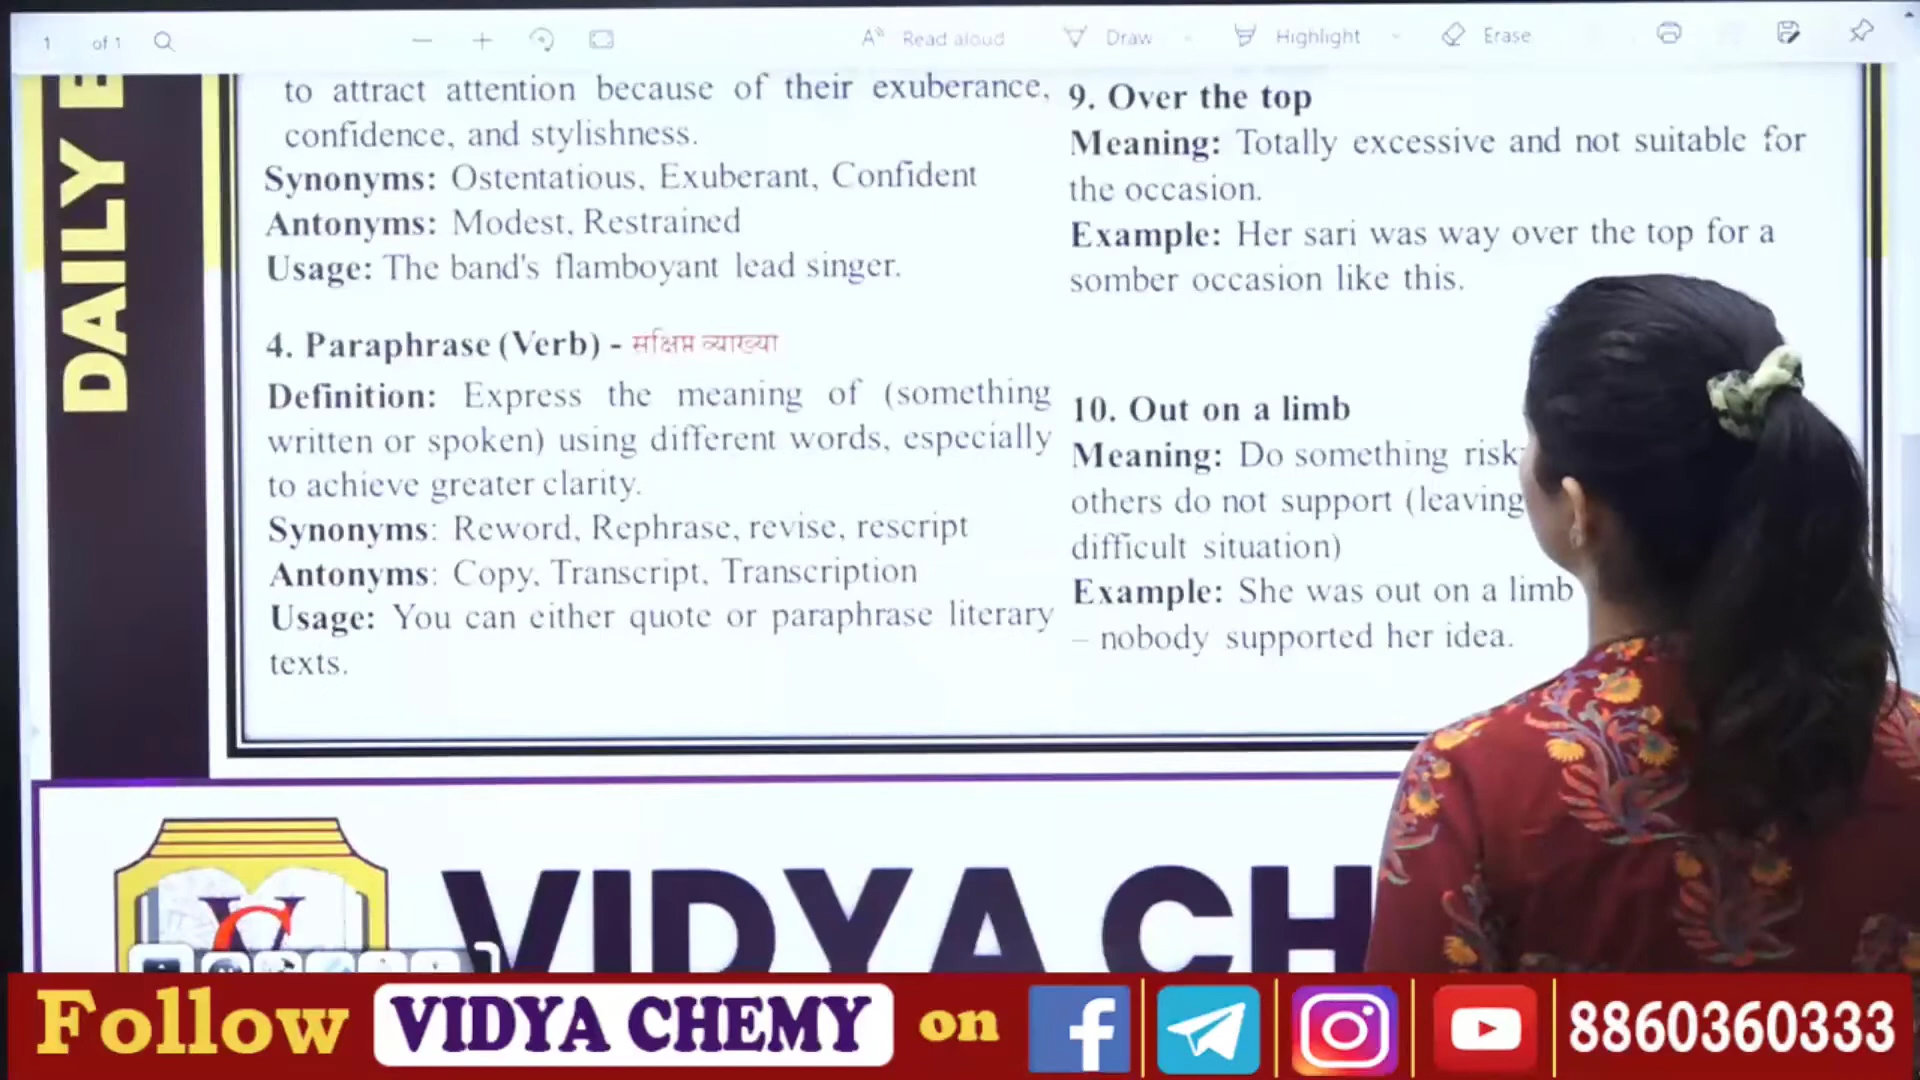 1 of 1
Read aloud
Draw
Highlight
Erase
DAILY E
to attract attention because of their exuberance,
confidence, and stylishness.
Synonyms: Ostentatious, Exuberant, Confident
Antonyms: Modest, Restrained
Usage: The band's flamboyant lead singer.
4. Paraphrase (Verb) - सक्षिप्त व्याख्या
Definition: Express the meaning of (something
written or spoken) using different words, especially
to achieve greater clarity.
Synonyms: Reword, Rephrase, revise, rescript
Antonyms: Copy, Transcript, Transcription
Usage: You can either quote or paraphrase literary
texts.
9. Over the top
Meaning: Totally excessive and not suitable for
the occasion.
Example: Her sari was way over the top for a
somber occasion like this.
10. Out on a limb
Meaning: Do something risk
others do not support (leaving
difficult situation)
Example: She was out on a limb
– nobody supported her idea.
VIDYA CH
Follow VIDYA CHEMY on 8860360333